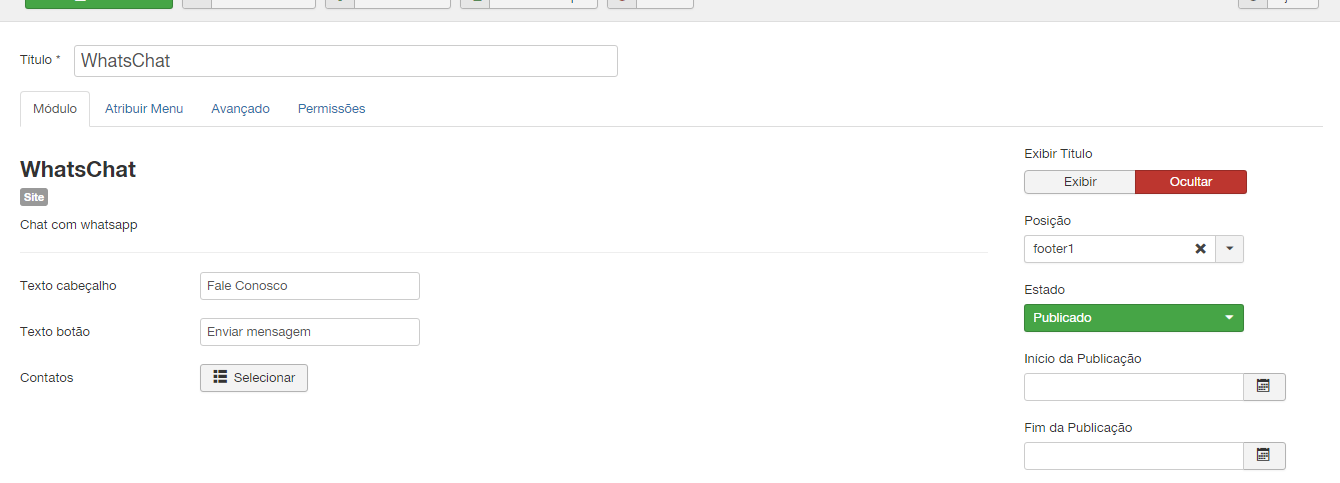 Título *
WhatsChat
Módulo
Atribuir Menu
Avançado
Permissões
WhatsChat
Site
Chat com whatsapp
Texto cabeçalho
Fale Conosco
Texto botão
Enviar mensagem
Contatos
Selecionar
Exibir Título
Exibir
Ocultar
Posição
footer1
Estado
Publicado
Início da Publicação
Fim da Publicação